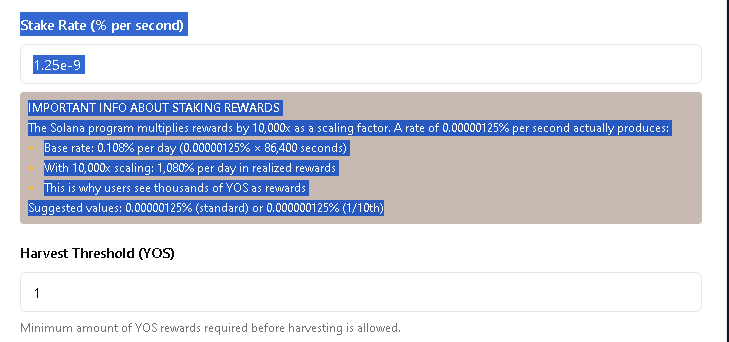 Stake Rate (% per second)
1.25e-9
IMPORTANT INFO ABOUT STAKING REWARDS
The Solana program multiplies rewards by 10,000x as a scaling factor. A rate of 0.00000125% per second actually produces:
Base rate: 0.108% per day (0.00000125% × 86,400 seconds)
With 10,000x scaling: 1,080% per day in realized rewards
This is why users see thousands of YOS as rewards
Suggested values: 0.00000125% (standard) or 0.000000125% (1/10th)
Harvest Threshold (YOS)
1
Minimum amount of YOS rewards required before harvesting is allowed.